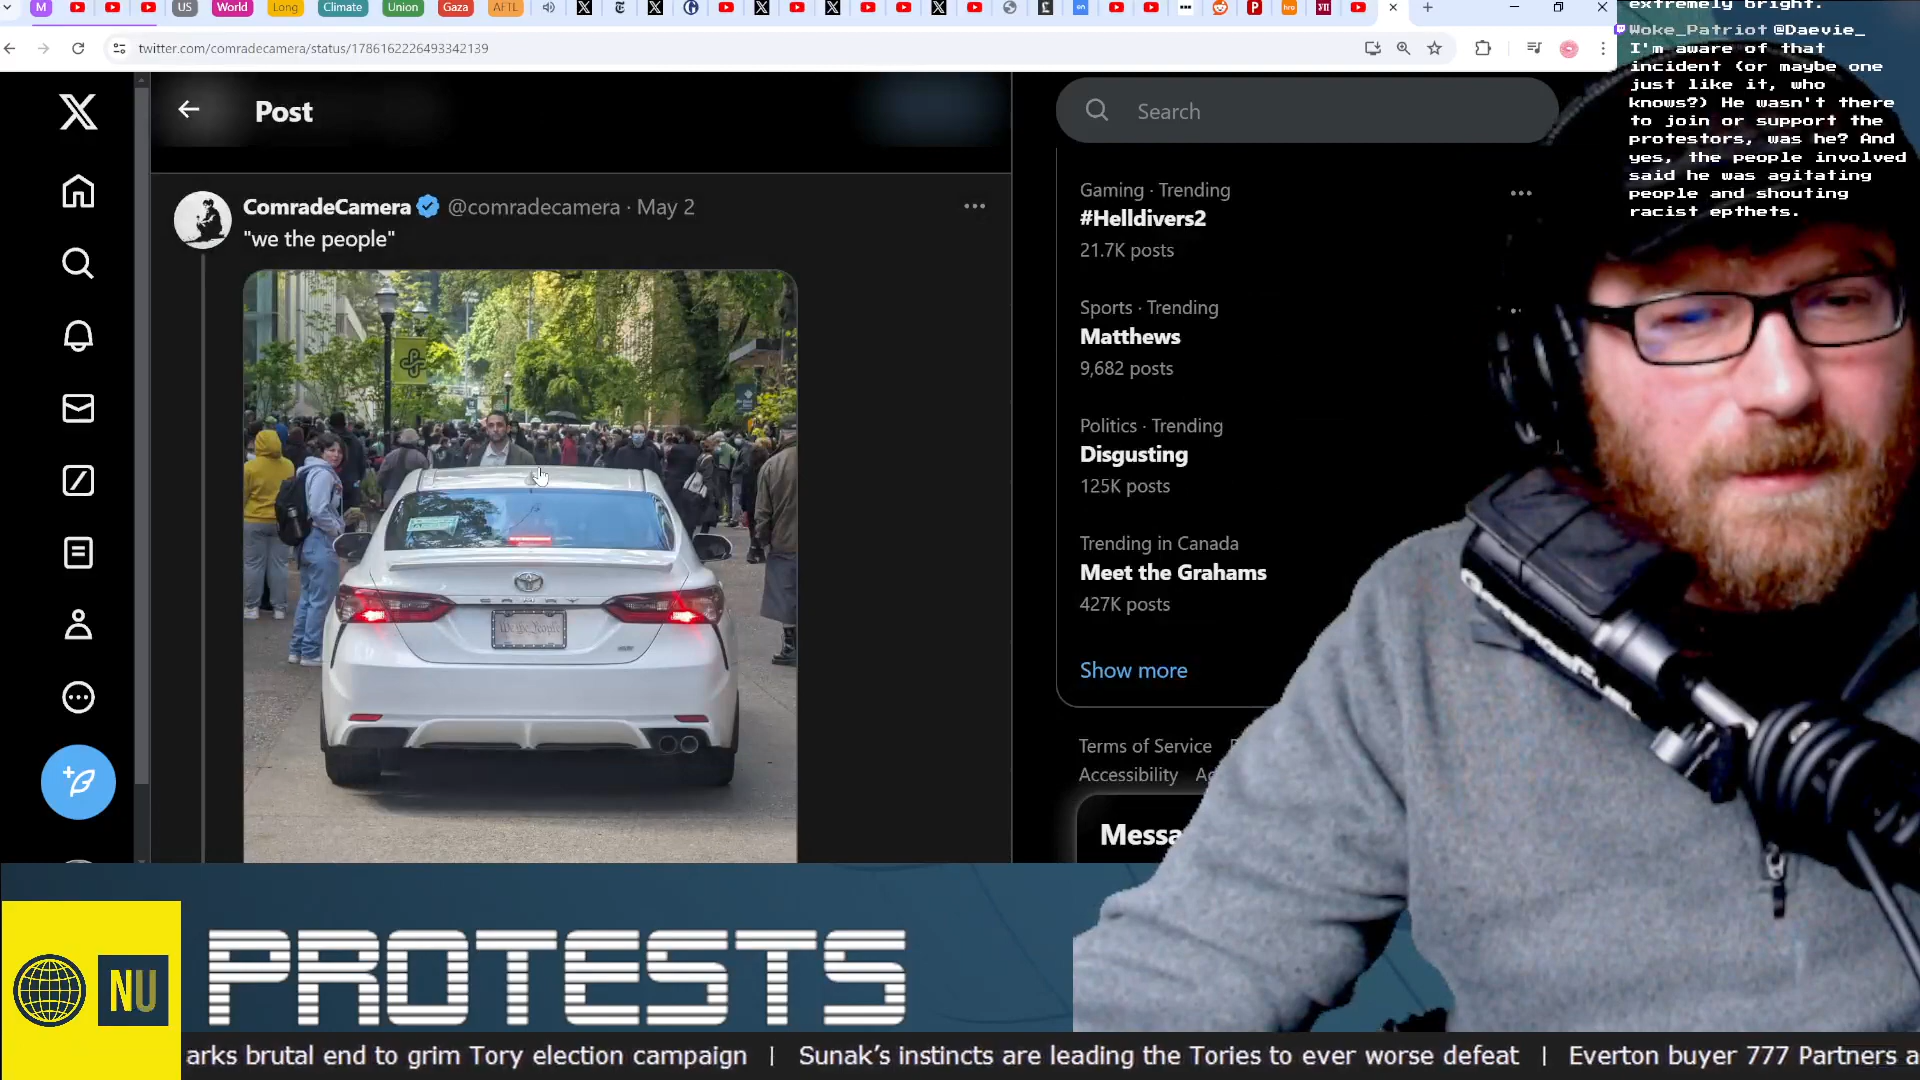 M
US
World
Long
Climate
Union
Gaza
AFTL
twitter.com/comradecamera/status/1786162226493342139
Post
ComradeCamera @comradecamera · May 2
"we the people"
CAMRY
We the People
Search
Gaming · Trending
#Helldivers2
21.7K posts
Sports · Trending
Matthews
9,682 posts
Politics · Trending
Disgusting
125K posts
Trending in Canada
Meet the Grahams
427K posts
Show more
Terms of Service
Accessibility
Messa
extremely bright.
Woke_Patriot @Daevie_
I'm aware of that
incident (or maybe one
just like it, who
knows?) He wasn't there
to join or support the
protestors, was he? And
yes, the people involved
said he was agitating
people and shouting
racist epthets.
NU
PROTESTS
arks brutal end to grim Tory election campaign | Sunak's instincts are leading the Tories to ever worse defeat | Everton buyer 777 Partners a